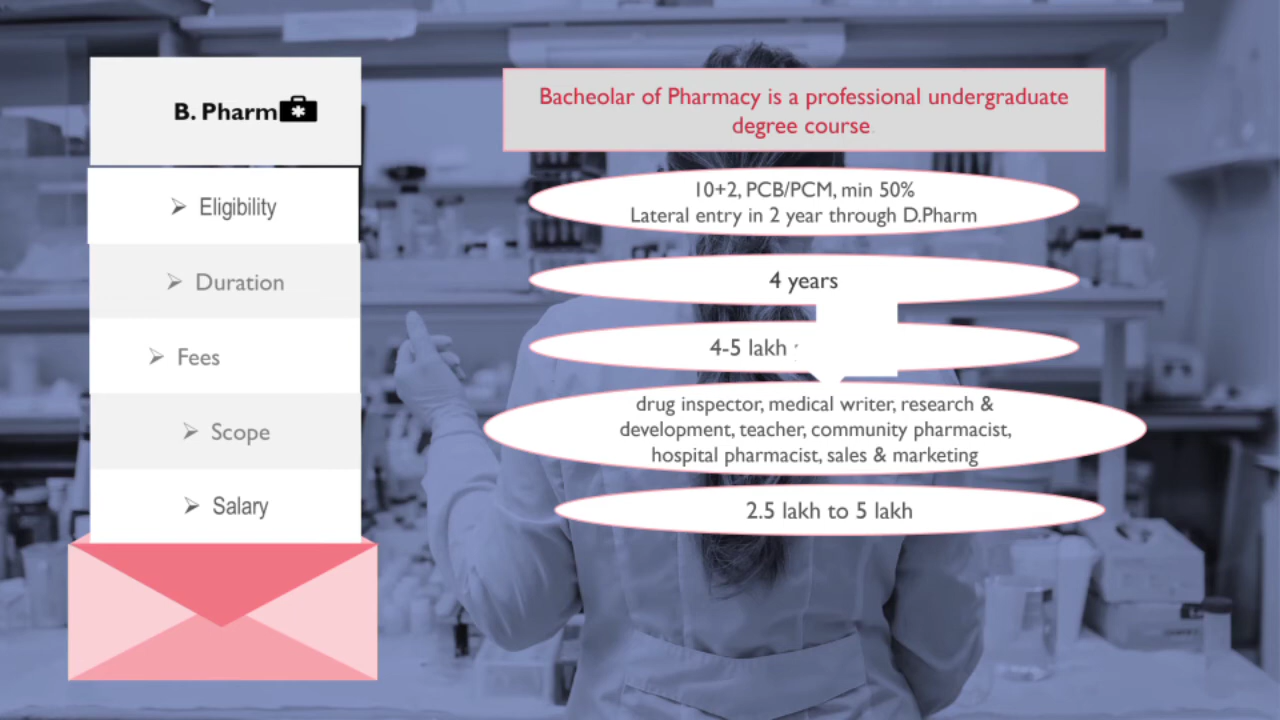 B. Pharm
Bacheolar of Pharmacy is a professional undergraduate
degree course.
➢ Eligibility
10+2, PCB/PCM, min 50%
Lateral entry in 2 year through D.Pharm
➢ Duration
4 years
➢ Fees
4-5 lakh
➢ Scope
drug inspector, medical writer, research &
development, teacher, community pharmacist,
hospital pharmacist, sales & marketing
➢ Salary
2.5 lakh to 5 lakh